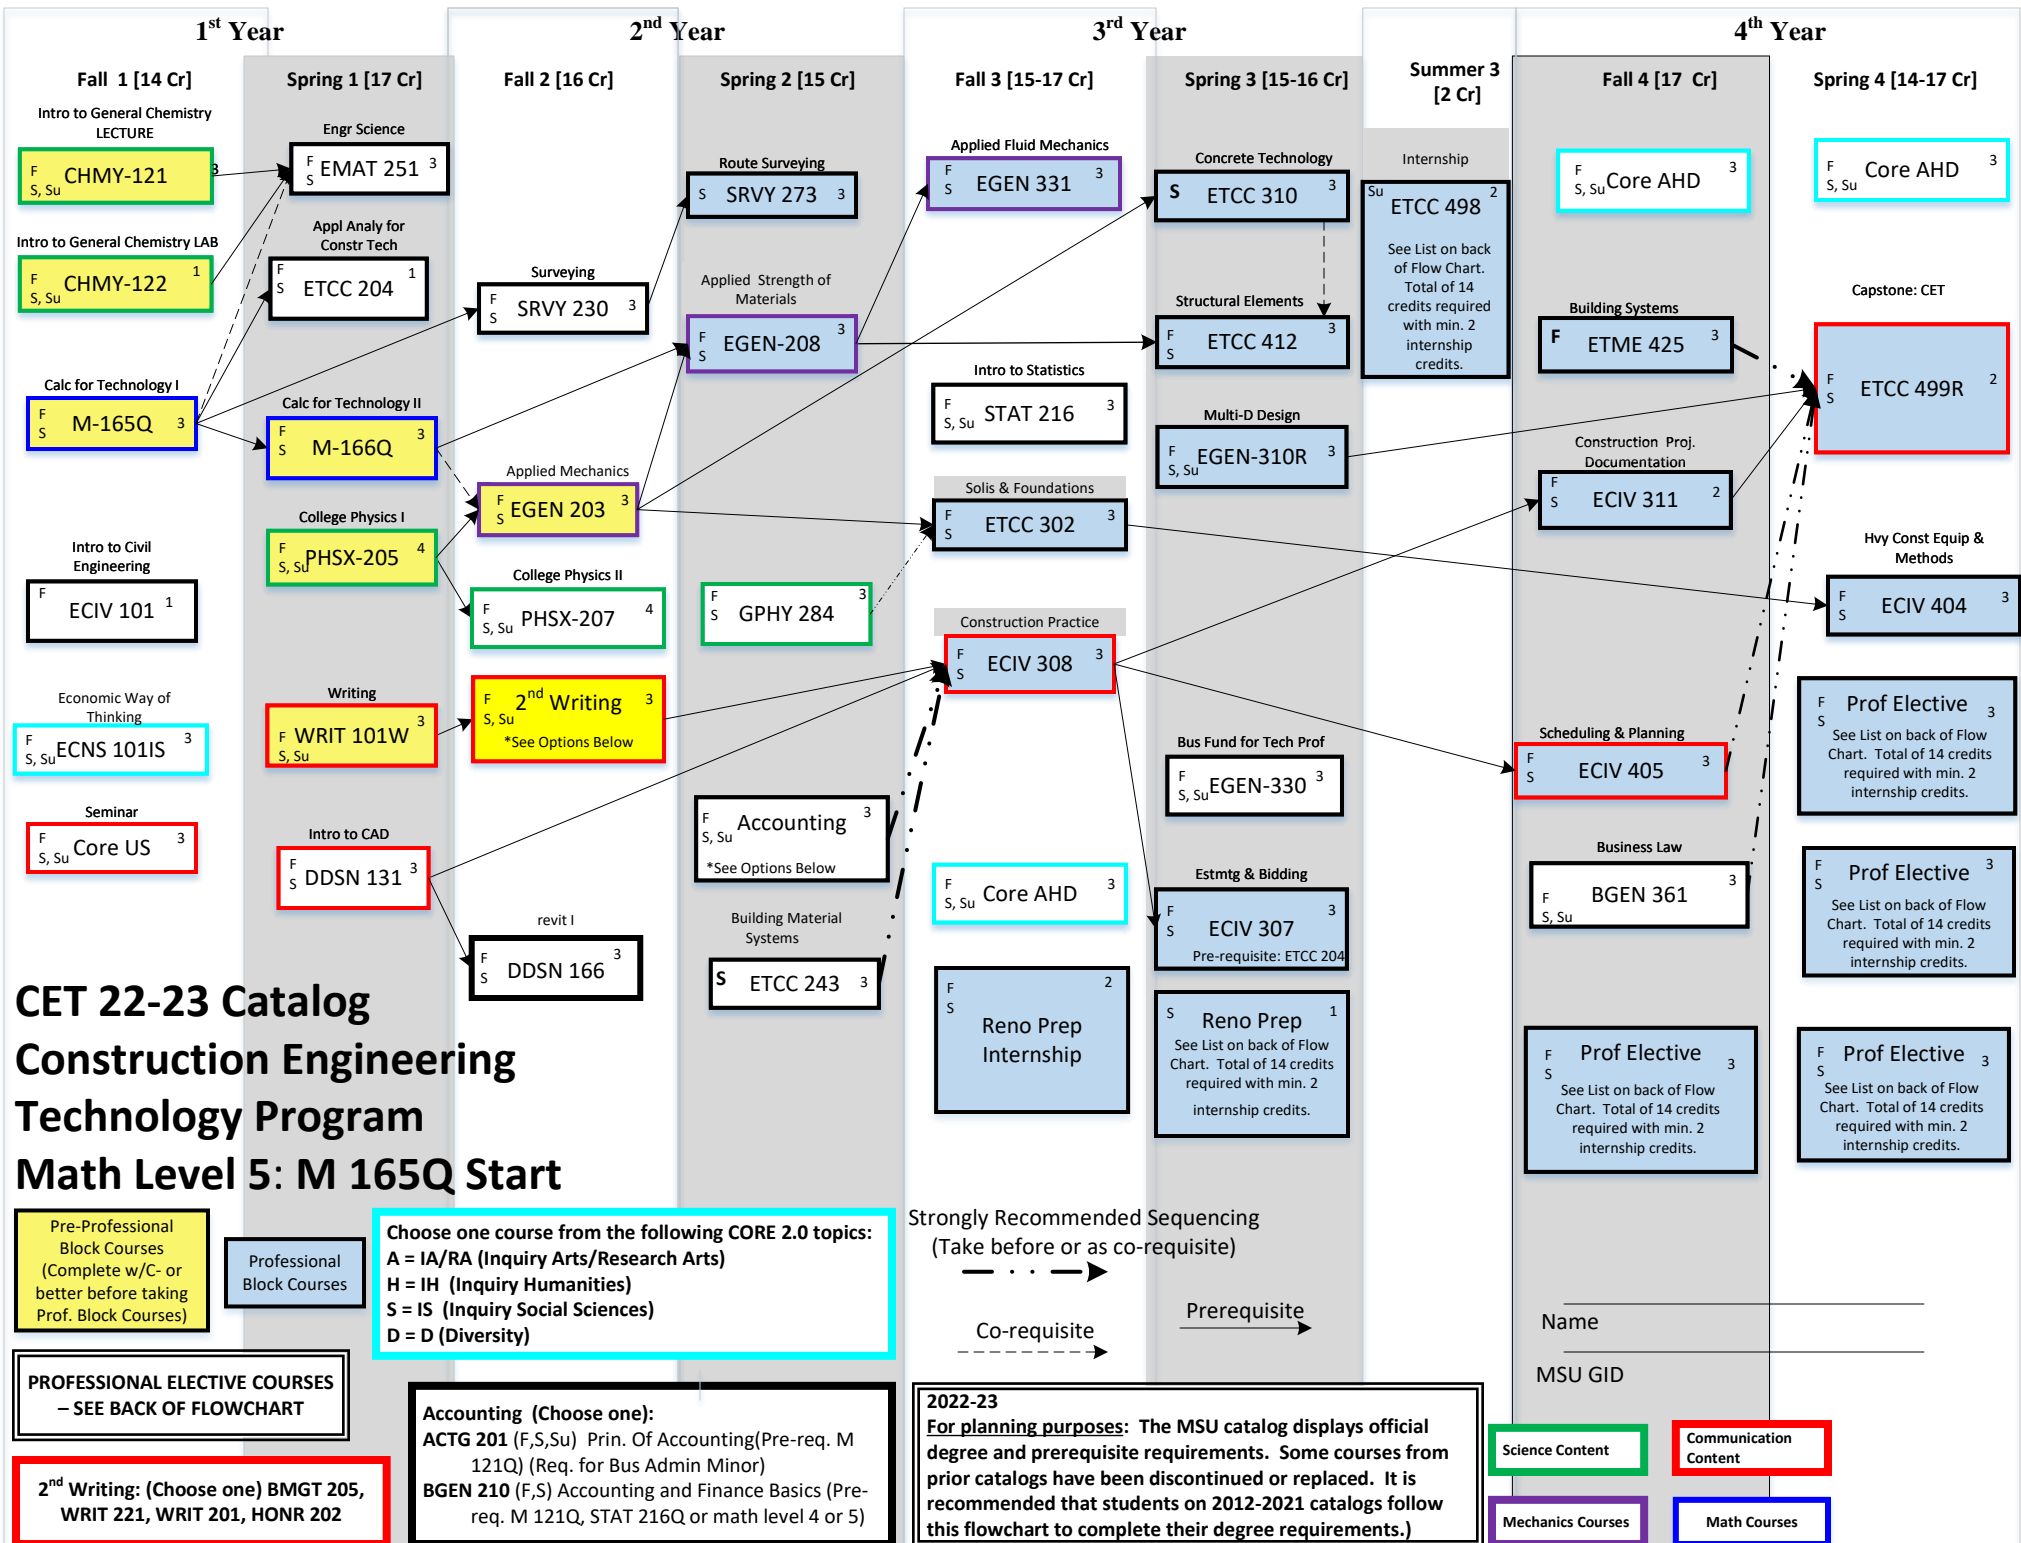 1st Year
2nd Year
3rd Year
4th Year
Fall 1 [14 Cr]
Spring 1 [17 Cr]
Fall 2 [16 Cr]
Spring 2 [15 Cr]
Fall 3 [15-17 Cr]
Spring 3 [15-16 Cr]
Summer 3
[2 Cr]
Fall 4 [17 Cr]
Spring 4 [14-17 Cr]
Intro to General Chemistry
LECTURE
F
S, Su
CHMY-121
3
Intro to General Chemistry LAB
F
S, Su
CHMY-122
1
Calc for Technology I
F
S
M-165Q
3
Intro to Civil
Engineering
F
ECIV 101
1
Economic Way of
Thinking
F
S, Su
ECNS 101IS
3
Seminar
F
S, Su
Core US
3
Engr Science
F
S
EMAT 251
3
Appl Analy for
Constr Tech
F
S
ETCC 204
1
Calc for Technology II
F
S
M-166Q
3
College Physics I
F
S, Su
PHSX-205
4
Writing
F
S, Su
WRIT 101W
3
Intro to CAD
F
S
DDSN 131
3
Surveying
F
S
SRVY 230
3
Applied Mechanics
F
S
EGEN 203
3
College Physics II
F
S, Su
PHSX-207
4
F
S, Su
2nd Writing
3
*See Options Below
revit I
F
S
DDSN 166
3
Route Surveying
S
SRVY 273
3
Applied Strength of
Materials
F
S
EGEN-208
3
F
S
GPHY 284
3
F
S, Su
Accounting
3
*See Options Below
Building Material
Systems
S
ETCC 243
3
Applied Fluid Mechanics
F
S
EGEN 331
3
Intro to Statistics
F
S, Su
STAT 216
3
Solis & Foundations
F
S
ETCC 302
3
Construction Practice
F
S
ECIV 308
3
F
S, Su
Core AHD
3
F
S
2
Reno Prep
Internship
Concrete Technology
S
ETCC 310
3
Structural Elements
F
S
ETCC 412
3
Multi-D Design
F
S, Su
EGEN-310R
3
Bus Fund for Tech Prof
F
S, Su
EGEN-330
3
Estmtg & Bidding
F
S
ECIV 307
3
Pre-requisite: ETCC 204
S
Reno Prep
1
See List on back of Flow
Chart. Total of 14 credits
required with min. 2
internship credits.
Internship
Su
ETCC 498
2
See List on back
of Flow Chart.
Total of 14
credits required
with min. 2
internship
credits.
F
S, Su
Core AHD
3
Building Systems
F
ETME 425
3
Construction Proj.
Documentation
F
S
ECIV 311
2
Scheduling & Planning
F
S
ECIV 405
3
Business Law
F
S, Su
BGEN 361
3
F
S
Prof Elective
3
See List on back of Flow
Chart. Total of 14 credits
required with min. 2
internship credits.
F
S, Su
Core AHD
3
Capstone: CET
F
S
ETCC 499R
2
Hvy Const Equip &
Methods
F
S
ECIV 404
3
F
S
Prof Elective
3
See List on back of Flow
Chart. Total of 14 credits
required with min. 2
internship credits.
F
S
Prof Elective
3
See List on back of Flow
Chart. Total of 14 credits
required with min. 2
internship credits.
F
S
Prof Elective
3
See List on back of Flow
Chart. Total of 14 credits
required with min. 2
internship credits.
CET 22-23 Catalog
Construction Engineering
Technology Program
Math Level 5: M 165Q Start
Pre-Professional
Block Courses
(Complete w/C- or
better before taking
Prof. Block Courses)
Professional
Block Courses
Choose one course from the following CORE 2.0 topics:
A = IA/RA (Inquiry Arts/Research Arts)
H = IH (Inquiry Humanities)
S = IS (Inquiry Social Sciences)
D = D (Diversity)
Strongly Recommended Sequencing
(Take before or as co-requisite)
Prerequisite
Co-requisite
Name
MSU GID
PROFESSIONAL ELECTIVE COURSES
– SEE BACK OF FLOWCHART
2nd Writing: (Choose one) BMGT 205,
WRIT 221, WRIT 201, HONR 202
Accounting (Choose one):
ACTG 201 (F,S,Su) Prin. Of Accounting(Pre-req. M
121Q) (Req. for Bus Admin Minor)
BGEN 210 (F,S) Accounting and Finance Basics (Pre-
req. M 121Q, STAT 216Q or math level 4 or 5)
2022-23
For planning purposes: The MSU catalog displays official
degree and prerequisite requirements. Some courses from
prior catalogs have been discontinued or replaced. It is
recommended that students on 2012-2021 catalogs follow
this flowchart to complete their degree requirements.)
Science Content
Communication
Content
Mechanics Courses
Math Courses